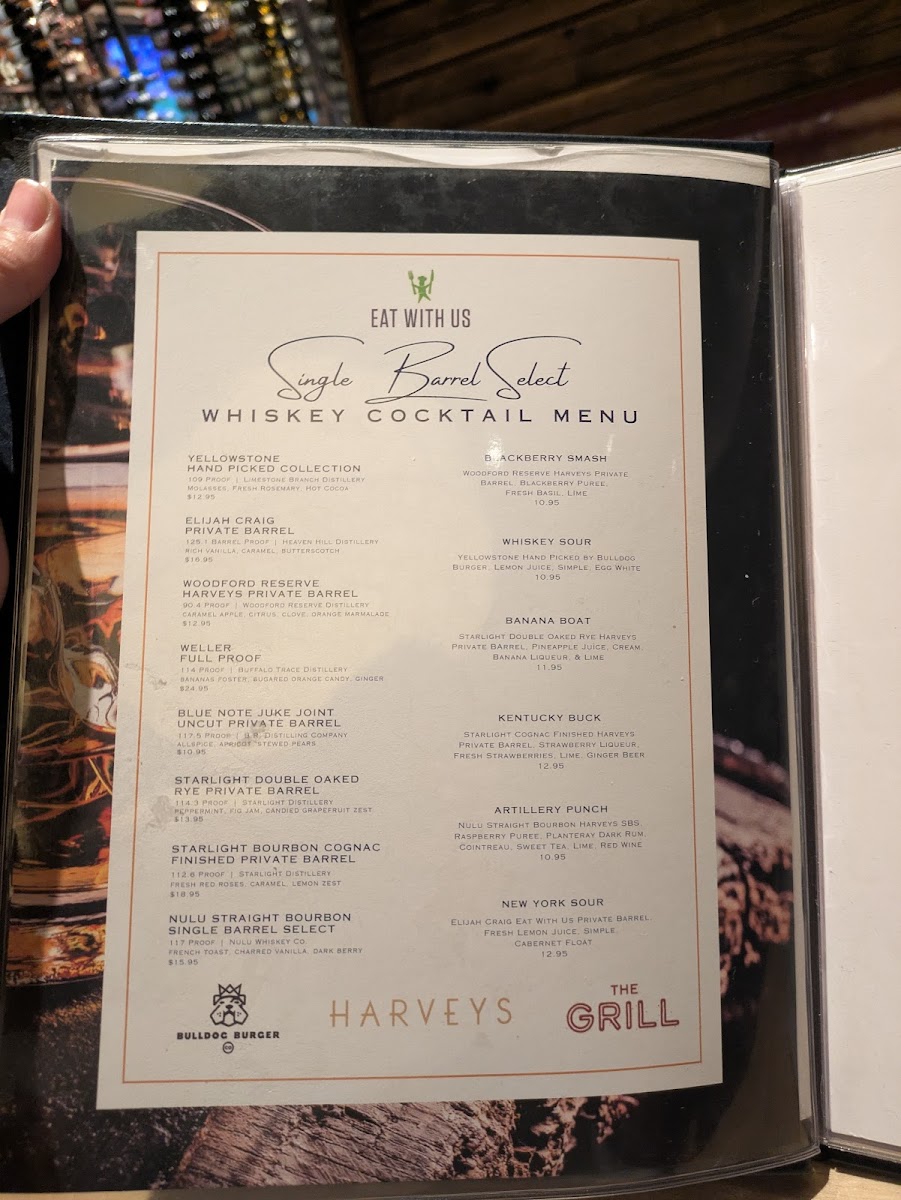 EAT WITH US
Single Barrel Select
WHISKEY COCKTAIL MENU
YELLOWSTONE
HAND PICKED COLLECTION
109 PROOF | LIMESTONE BRANCH DISTILLERY
MOLASSES, FRESH ROSEMARY, HOT COCOA
$12.95
ELIJAH CRAIG
PRIVATE BARREL
125.1 BARREL PROOF | HEAVEN HILL DISTILLERY
RICH VANILLA, CARAMEL, BUTTERSCOTCH
$16.95
WOODFORD RESERVE
HARVEYS PRIVATE BARREL
90.4 PROOF | WOODFORD RESERVE DISTILLERY
CARAMEL APPLE, CITRUS, CLOVE, ORANGE MARMALADE
$12.95
WELLER
FULL PROOF
114 PROOF | BUFFALO TRACE DISTILLERY
BANANAS FOSTER, SUGARED ORANGE CANDY, GINGER
$24.95
BLUE NOTE JUKE JOINT
UNCUT PRIVATE BARREL
117.5 PROOF | B.R. DISTILLING COMPANY
ALLSPICE, APRICOT, STEWED PEARS
$10.95
STARLIGHT DOUBLE OAKED
RYE PRIVATE BARREL
114.3 PROOF | STARLIGHT DISTILLERY
PEPPERMINT, FIG JAM, CANDIED GRAPEFRUIT ZEST
$13.95
STARLIGHT BOURBON COGNAC
FINISHED PRIVATE BARREL
112.6 PROOF | STARLIGHT DISTILLERY
FRESH RED ROSES, CARAMEL, LEMON ZEST
$18.95
NULU STRAIGHT BOURBON
SINGLE BARREL SELECT
117 PROOF | NULU WHISKEY CO.
FRENCH TOAST, CHARRED VANILLA, DARK BERRY
$15.95
BLACKBERRY SMASH
WOODFORD RESERVE HARVEYS PRIVATE
BARREL, BLACKBERRY PUREE,
FRESH BASIL, LIME
10.95
WHISKEY SOUR
YELLOWSTONE HAND PICKED BY BULLDOG
BURGER, LEMON JUICE, SIMPLE, EGG WHITE
10.95
BANANA BOAT
STARLIGHT DOUBLE OAKED RYE HARVEYS
PRIVATE BARREL, PINEAPPLE JUICE, CREAM,
BANANA LIQUEUR, & LIME
11.95
KENTUCKY BUCK
STARLIGHT COGNAC FINISHED HARVEYS
PRIVATE BARREL, STRAWBERRY LIQUEUR,
FRESH STRAWBERRIES, LIME, GINGER BEER
12.95
ARTILLERY PUNCH
NULU STRAIGHT BOURBON HARVEYS SBS,
RASPBERRY PUREE, PLANTERAY DARK RUM,
COINTREAU, SWEET TEA, LIME, RED WINE
10.95
NEW YORK SOUR
ELIJAH CRAIG EAT WITH US PRIVATE BARREL,
FRESH LEMON JUICE, SIMPLE,
CABERNET FLOAT
12.95
BULLDOG BURGER
CO
HARVEYS
THE
GRILL